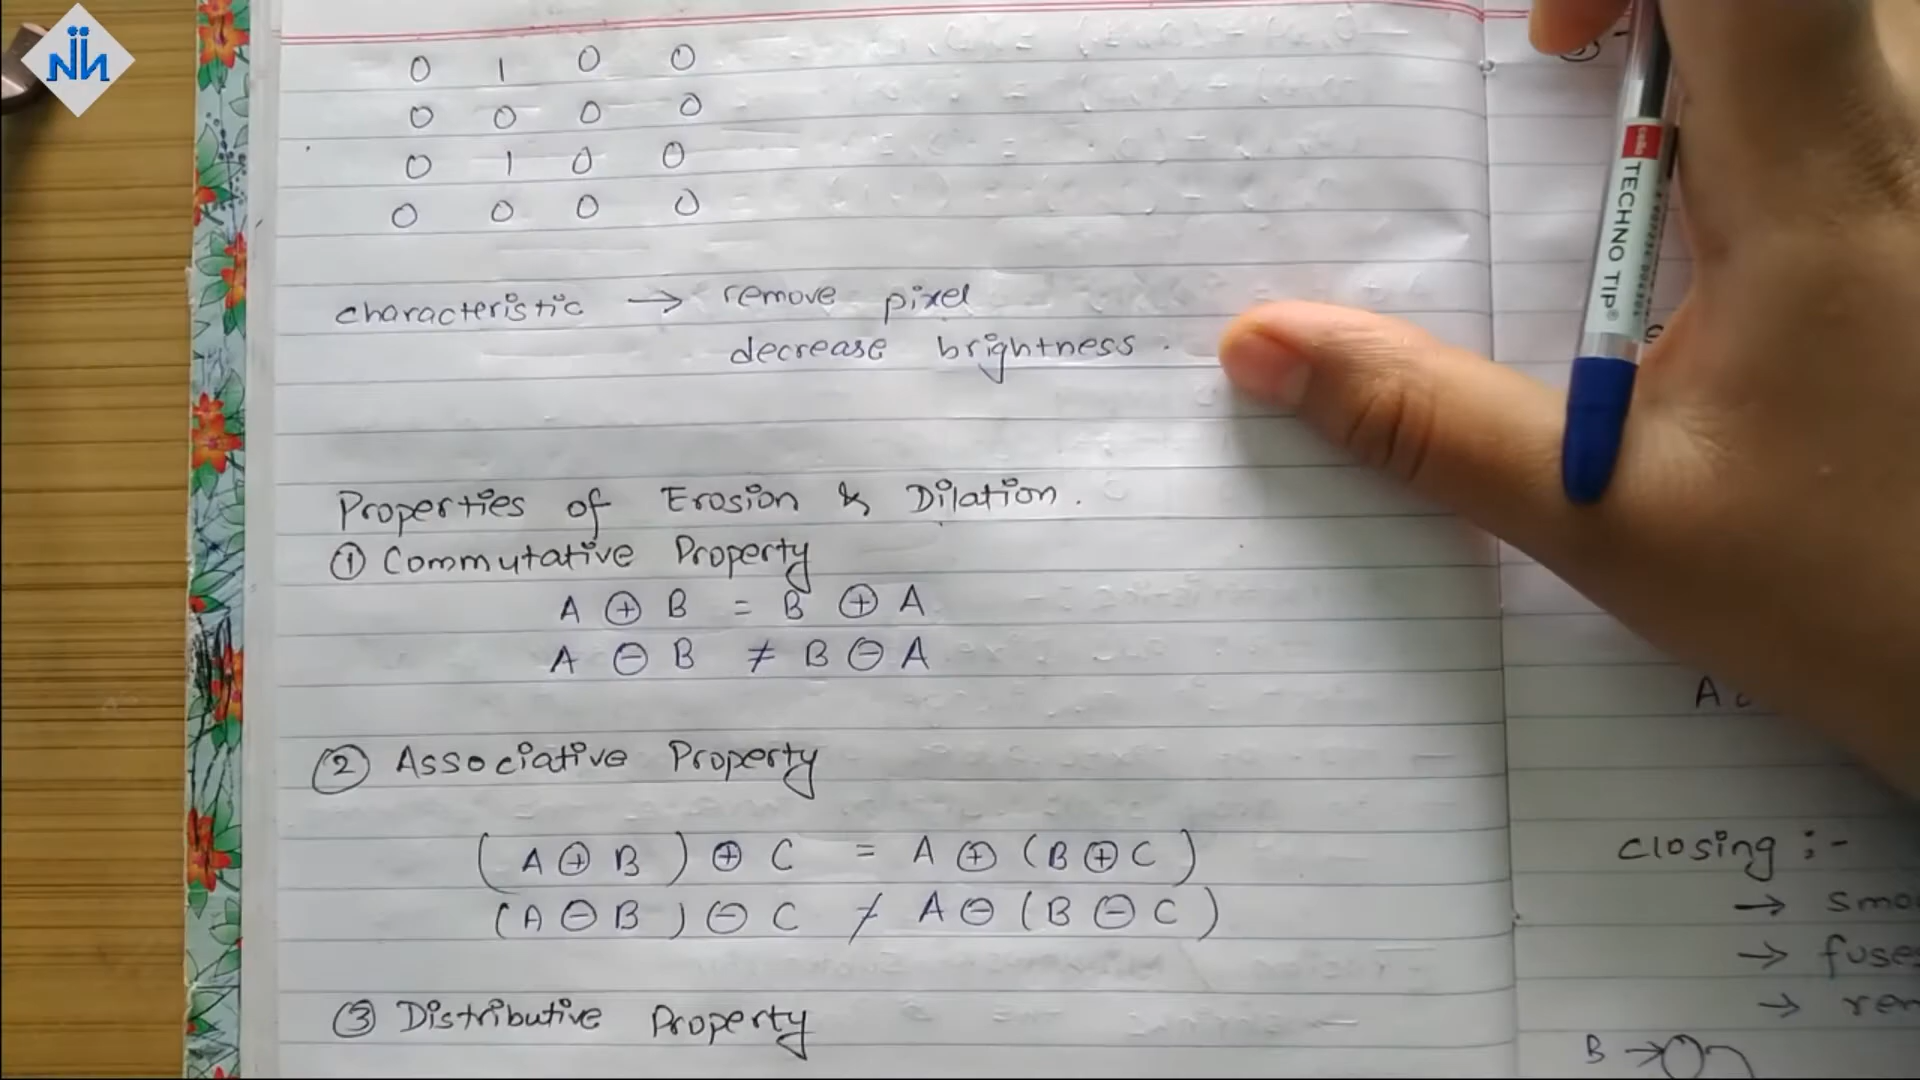 0 1 0 0
0 0 0 0
0 1 0 0
0 0 0 0
characteristic → remove pixel
decrease brightness.
Properties of Erosion & Dilation.
① Commutative Property
A ⊕ B = B ⊕ A
A ⊖ B ≠ B ⊖ A
② Associative Property
(A ⊕ B) ⊕ C = A ⊕ (B ⊕ C)
(A ⊖ B) ⊖ C ≠ A ⊖ (B ⊖ C)
③ Distributive Property
cello TECHNO TIP®
closing :-
B →